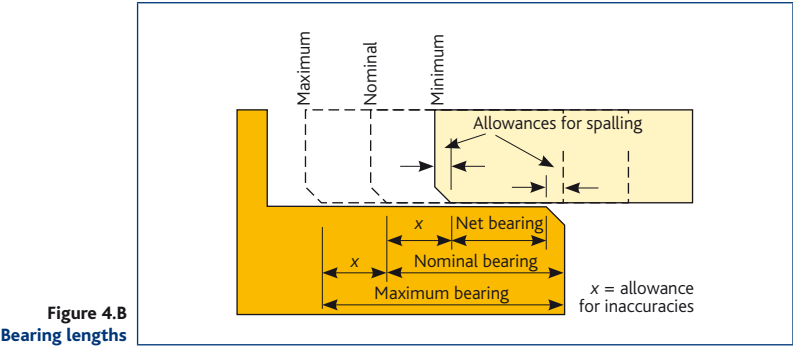 Maximum
Nominal
Minimum
Allowances for spalling
x
Net bearing
x
Nominal bearing
Maximum bearing
x = allowance
for inaccuracies
Figure 4.B
Bearing lengths